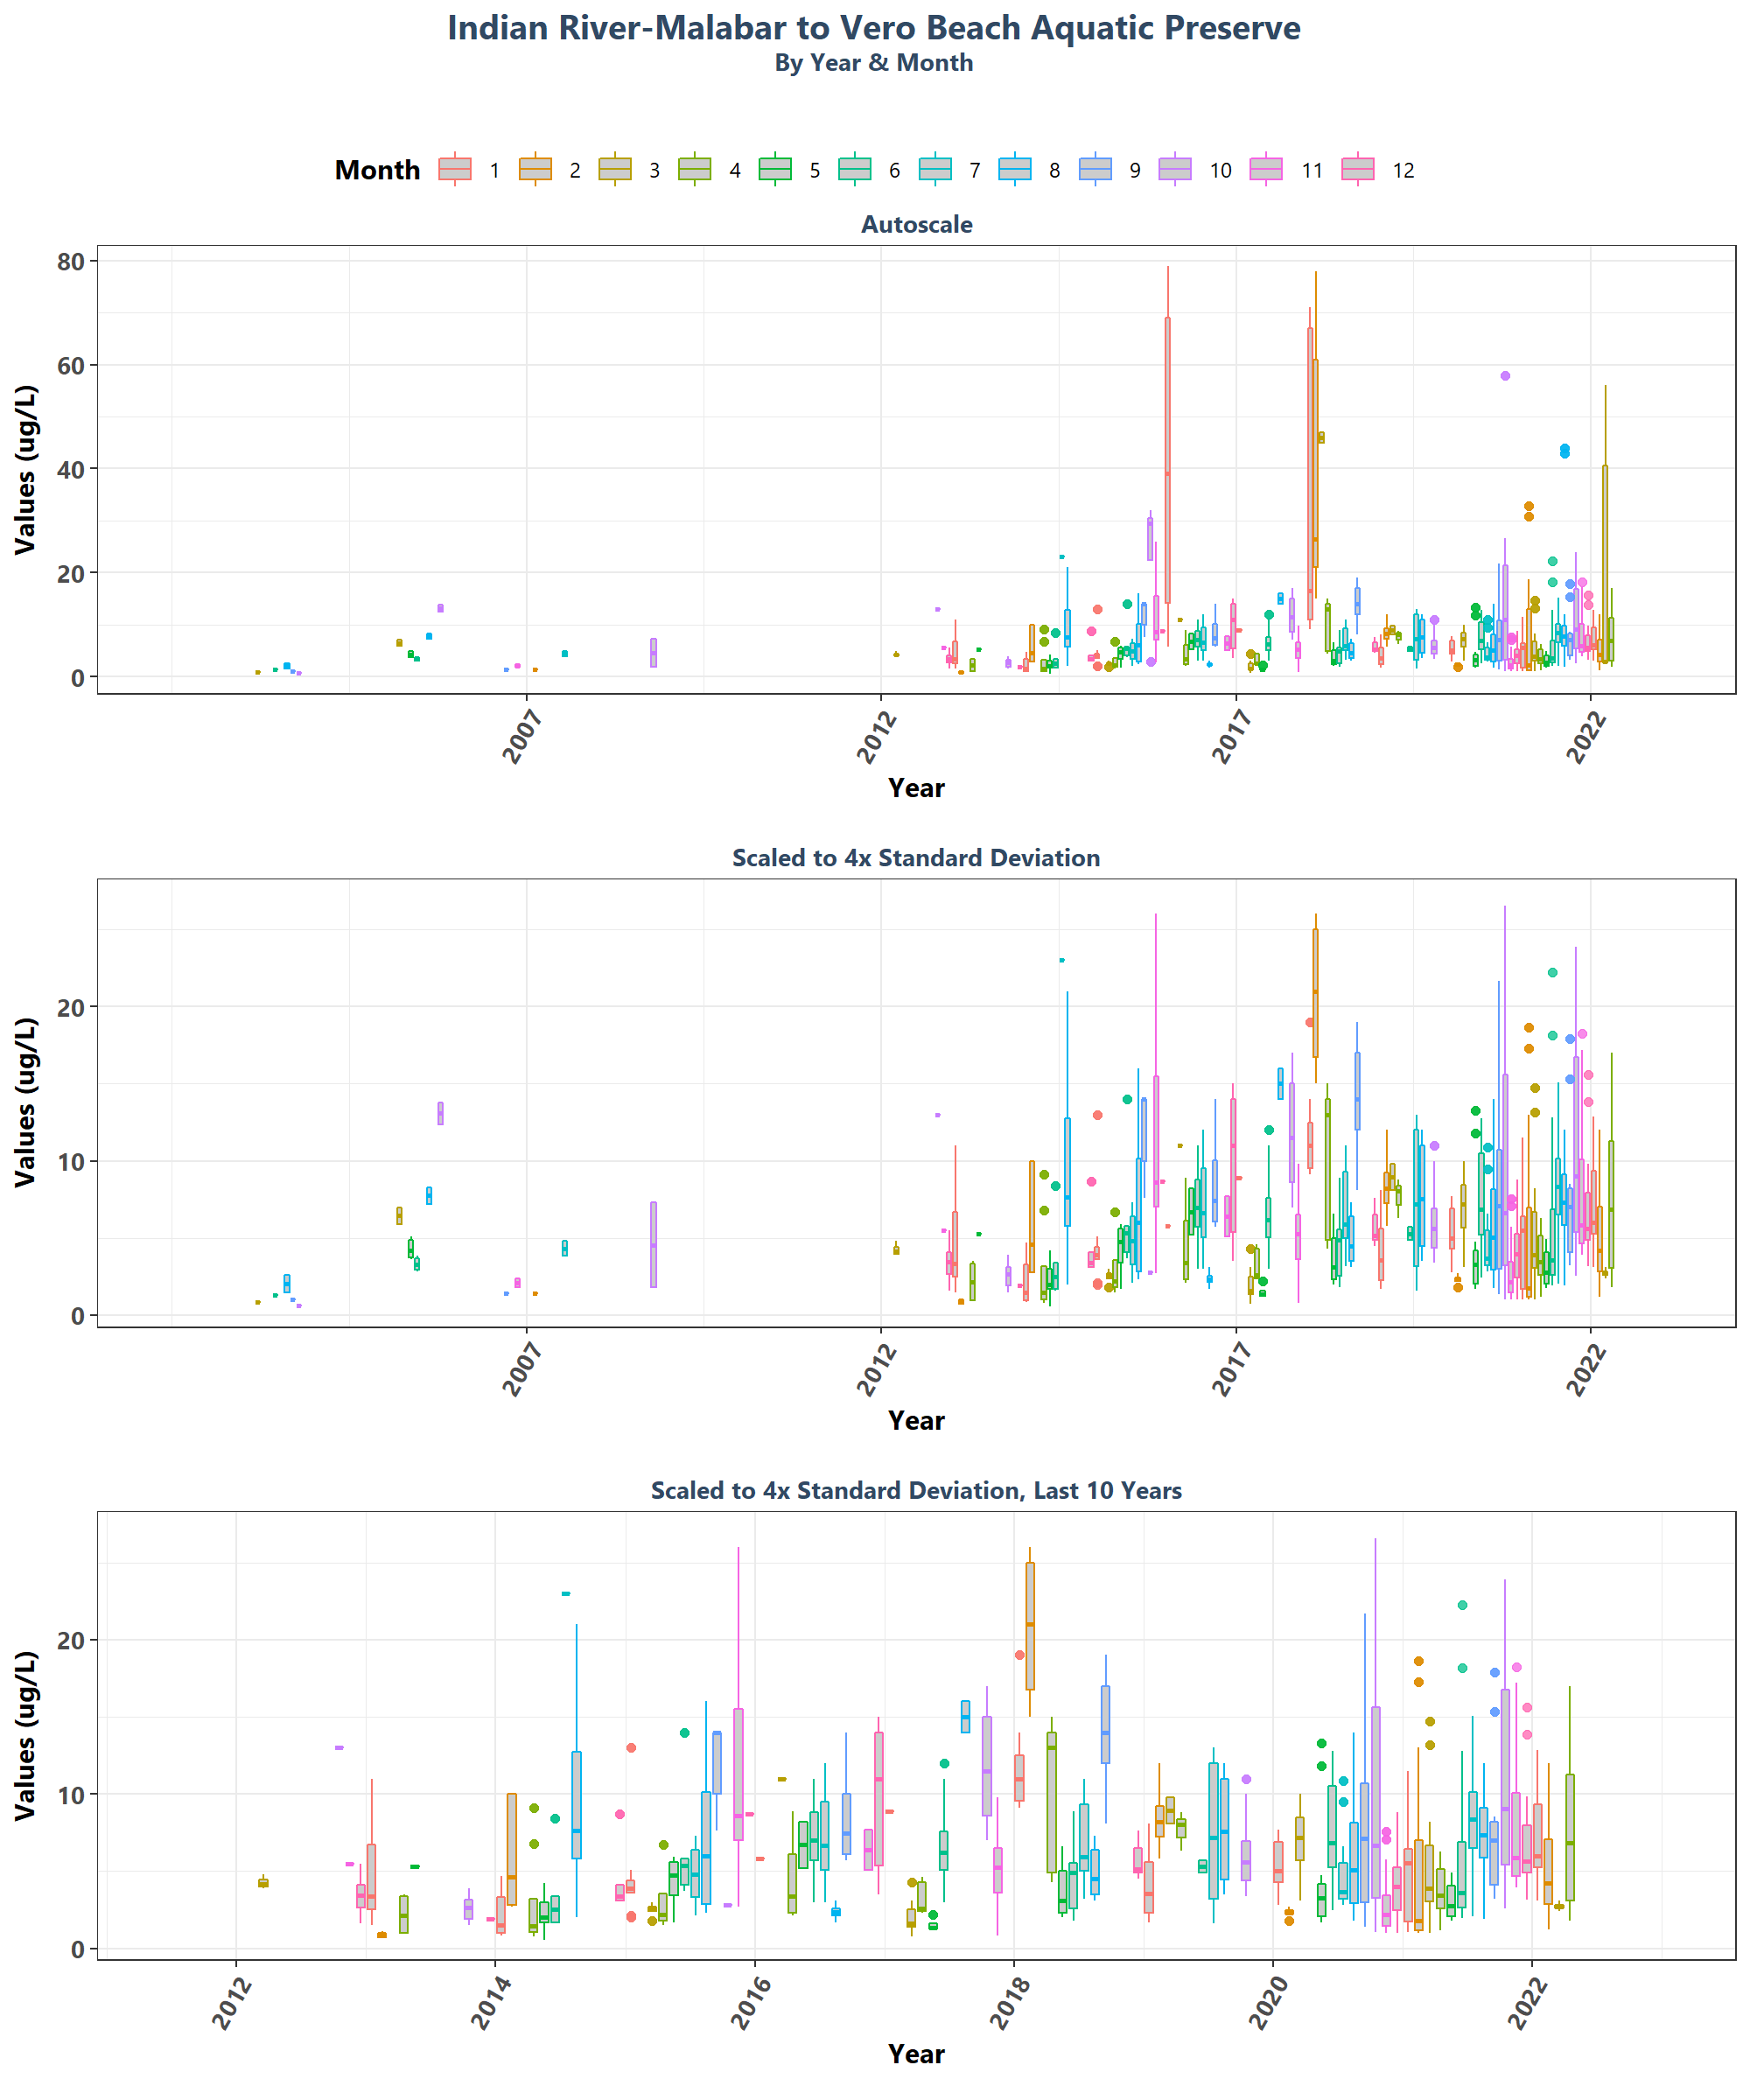 Indian River-Malabar to Vero Beach Aquatic Preserve
By Year & Month
Month 1 2 3 4 5 6 7 8 9 10 11 12
Autoscale
Values (ug/L)
80
60
40
20
0
2007 2012 2017 2022
Year
Scaled to 4x Standard Deviation
Values (ug/L)
20
10
0
2007 2012 2017 2022
Year
Scaled to 4x Standard Deviation, Last 10 Years
Values (ug/L)
20
10
0
2012 2014 2016 2018 2020 2022
Year